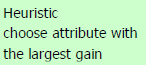 Heuristic
choose attribute with
the largest gain